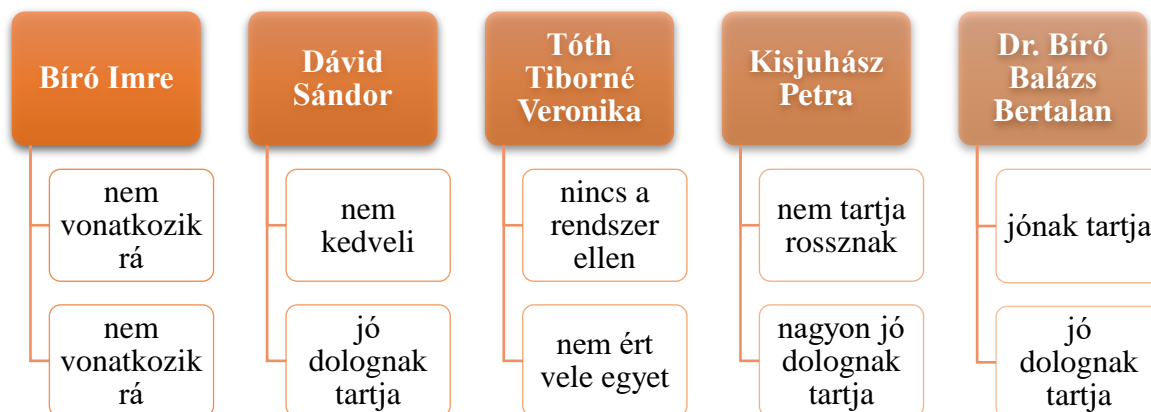 Bíró Imre
nem
vonatkozik
rá
nem
vonatkozik
rá
Dávid
Sándor
nem
kedveli
jó
dolognak
tartja
Tóth
Tiborné
Veronika
nincs a
rendszer
ellen
nem ért
vele egyet
Kisjuhász
Petra
nem tartja
rossznak
nagyon jó
dolognak
tartja
Dr. Bíró
Balázs
Bertalan
jónak tartja
jó
dolognak
tartja